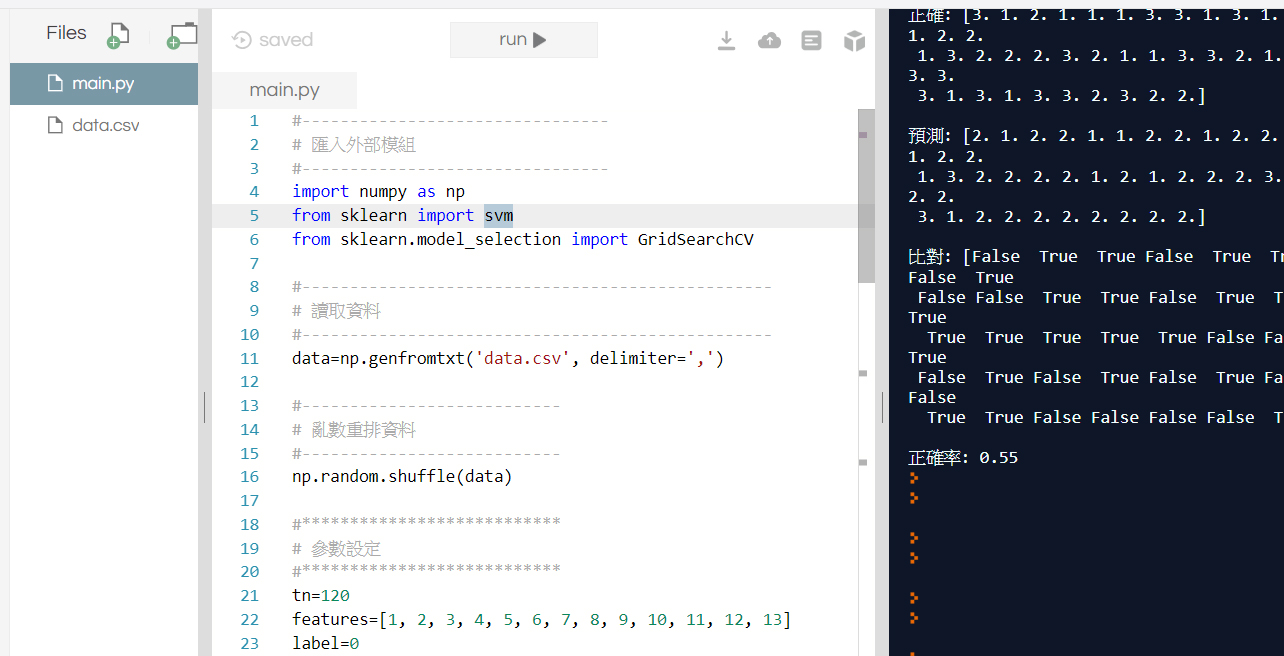 Files
saved
run
main.py
data.csv
main.py
1 #--------------------------------
2 # 匯入外部模組
3 #--------------------------------
4 import numpy as np
5 from sklearn import svm
6 from sklearn.model_selection import GridSearchCV
7
8 #-------------------------------------------------
9 # 讀取資料
10 #-------------------------------------------------
11 data=np.genfromtxt('data.csv', delimiter=',')
12
13 #---------------------------
14 # 亂數重排資料
15 #---------------------------
16 np.random.shuffle(data)
17
18 #***************************
19 # 參數設定
20 #***************************
21 tn=120
22 features=[1, 2, 3, 4, 5, 6, 7, 8, 9, 10, 11, 12, 13]
23 label=0
正確: [3. 1. 2. 1. 1. 1. 3. 3. 1. 3. 1.
1. 2. 2.
1. 3. 2. 2. 2. 3. 2. 1. 1. 3. 3. 2. 1.
3. 3.
3. 1. 3. 1. 3. 3. 2. 3. 2. 2.]
預測: [2. 1. 2. 2. 1. 1. 2. 2. 1. 2. 2.
1. 2. 2.
1. 3. 2. 2. 2. 2. 1. 2. 1. 2. 2. 2. 3.
2. 2.
3. 1. 2. 2. 2. 2. 2. 2. 2. 2.]
比對: [False True True False True
False True
False False True True False True
True
True True True True True False
True
False True False True False True
False
True True False False False False
正確率: 0.55